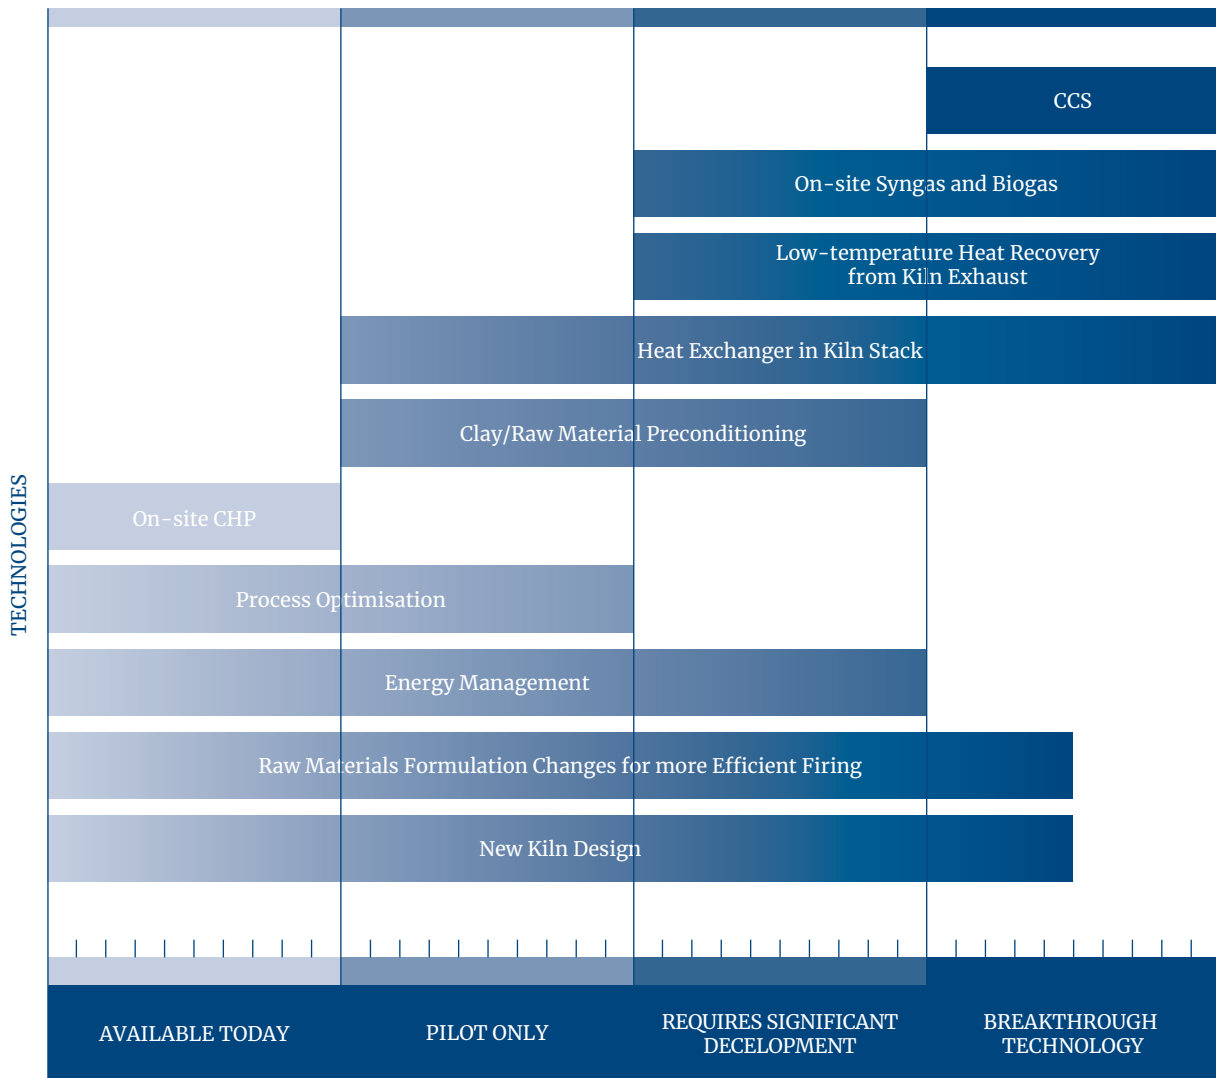 CCS
On-site Syngas and Biogas
Low-temperature Heat Recovery
from Kiln Exhaust
Heat Exchanger in Kiln Stack
Clay/Raw Material Preconditioning
TECHNOLOGIES
On-site CHP
Process Optimisation
Energy Management
Raw Materials Formulation Changes for more Efficient Firing
New Kiln Design
AVAILABLE TODAY
PILOT ONLY
REQUIRES SIGNIFICANT
DECELOPMENT
BREAKTHROUGH
TECHNOLOGY